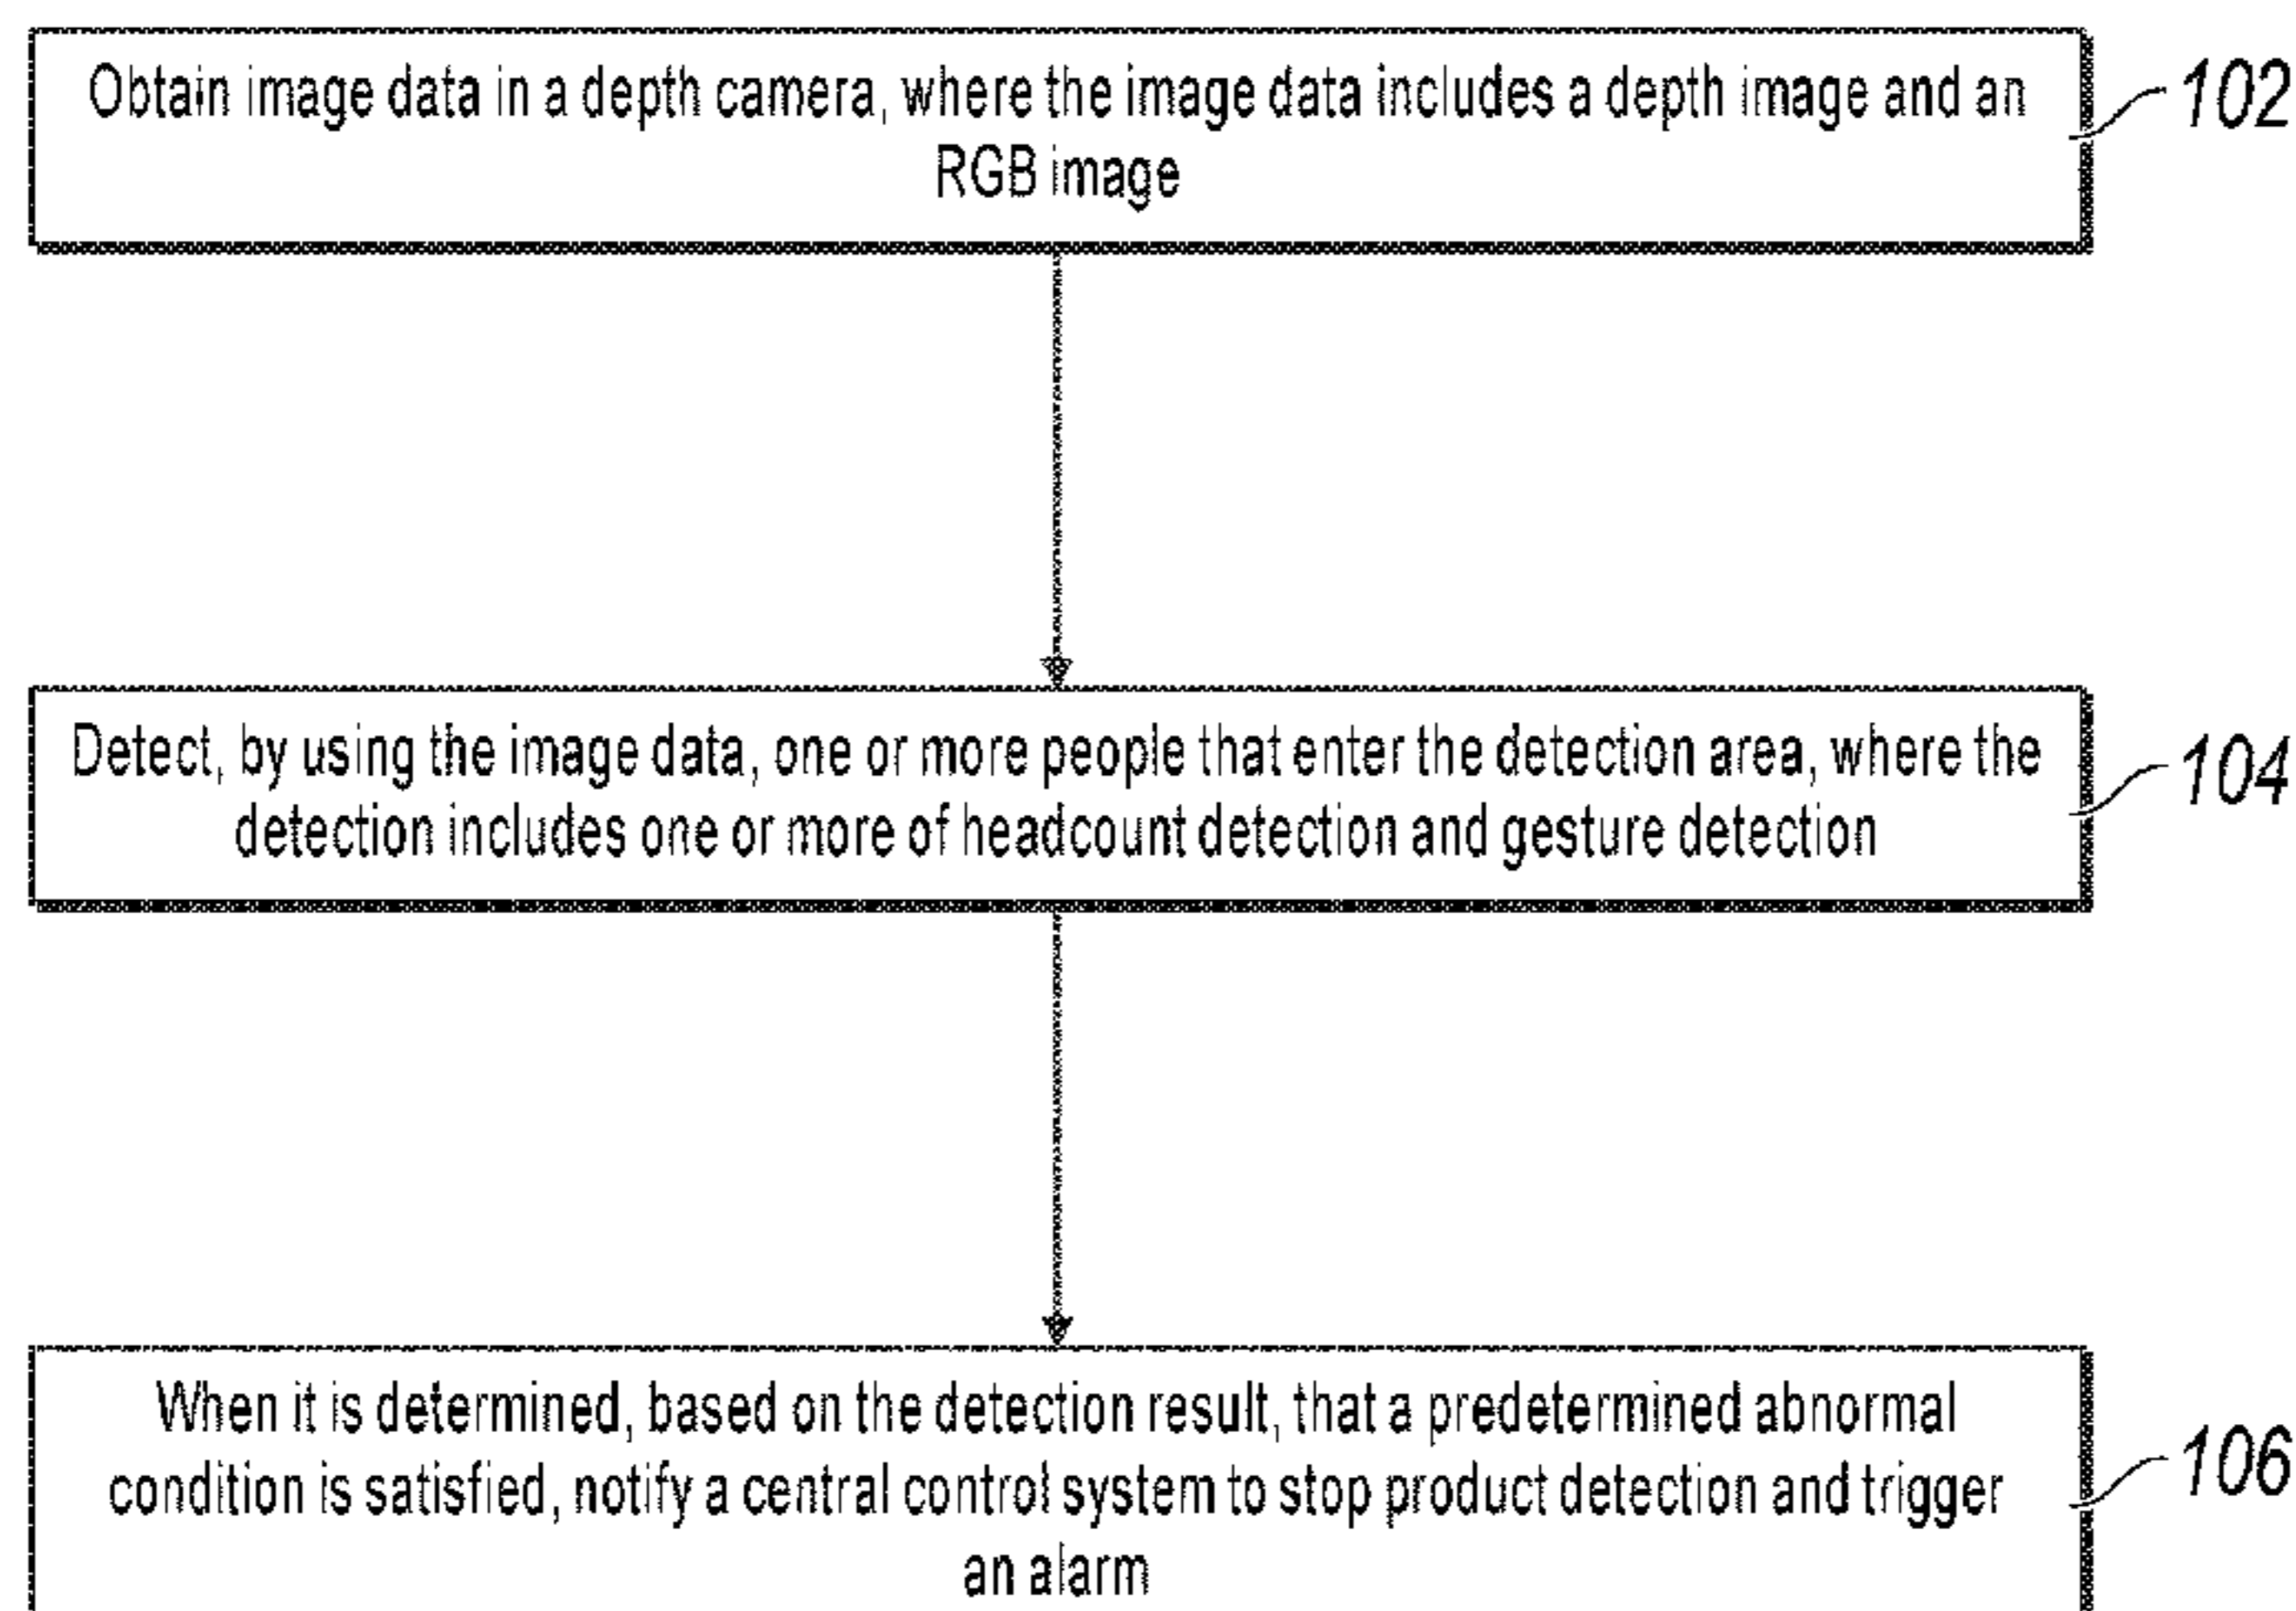 Obtain image data in a depth camera, where the image data includes a depth image and an
RGB image
102
Detect, by using the image data, one or more people that enter the detection area, where the
detection includes one or more of headcount detection and gesture detection
104
When it is determined, based on the detection result, that a predetermined abnormal
condition is satisfied, notify a central control system to stop product detection and trigger
an alarm
106